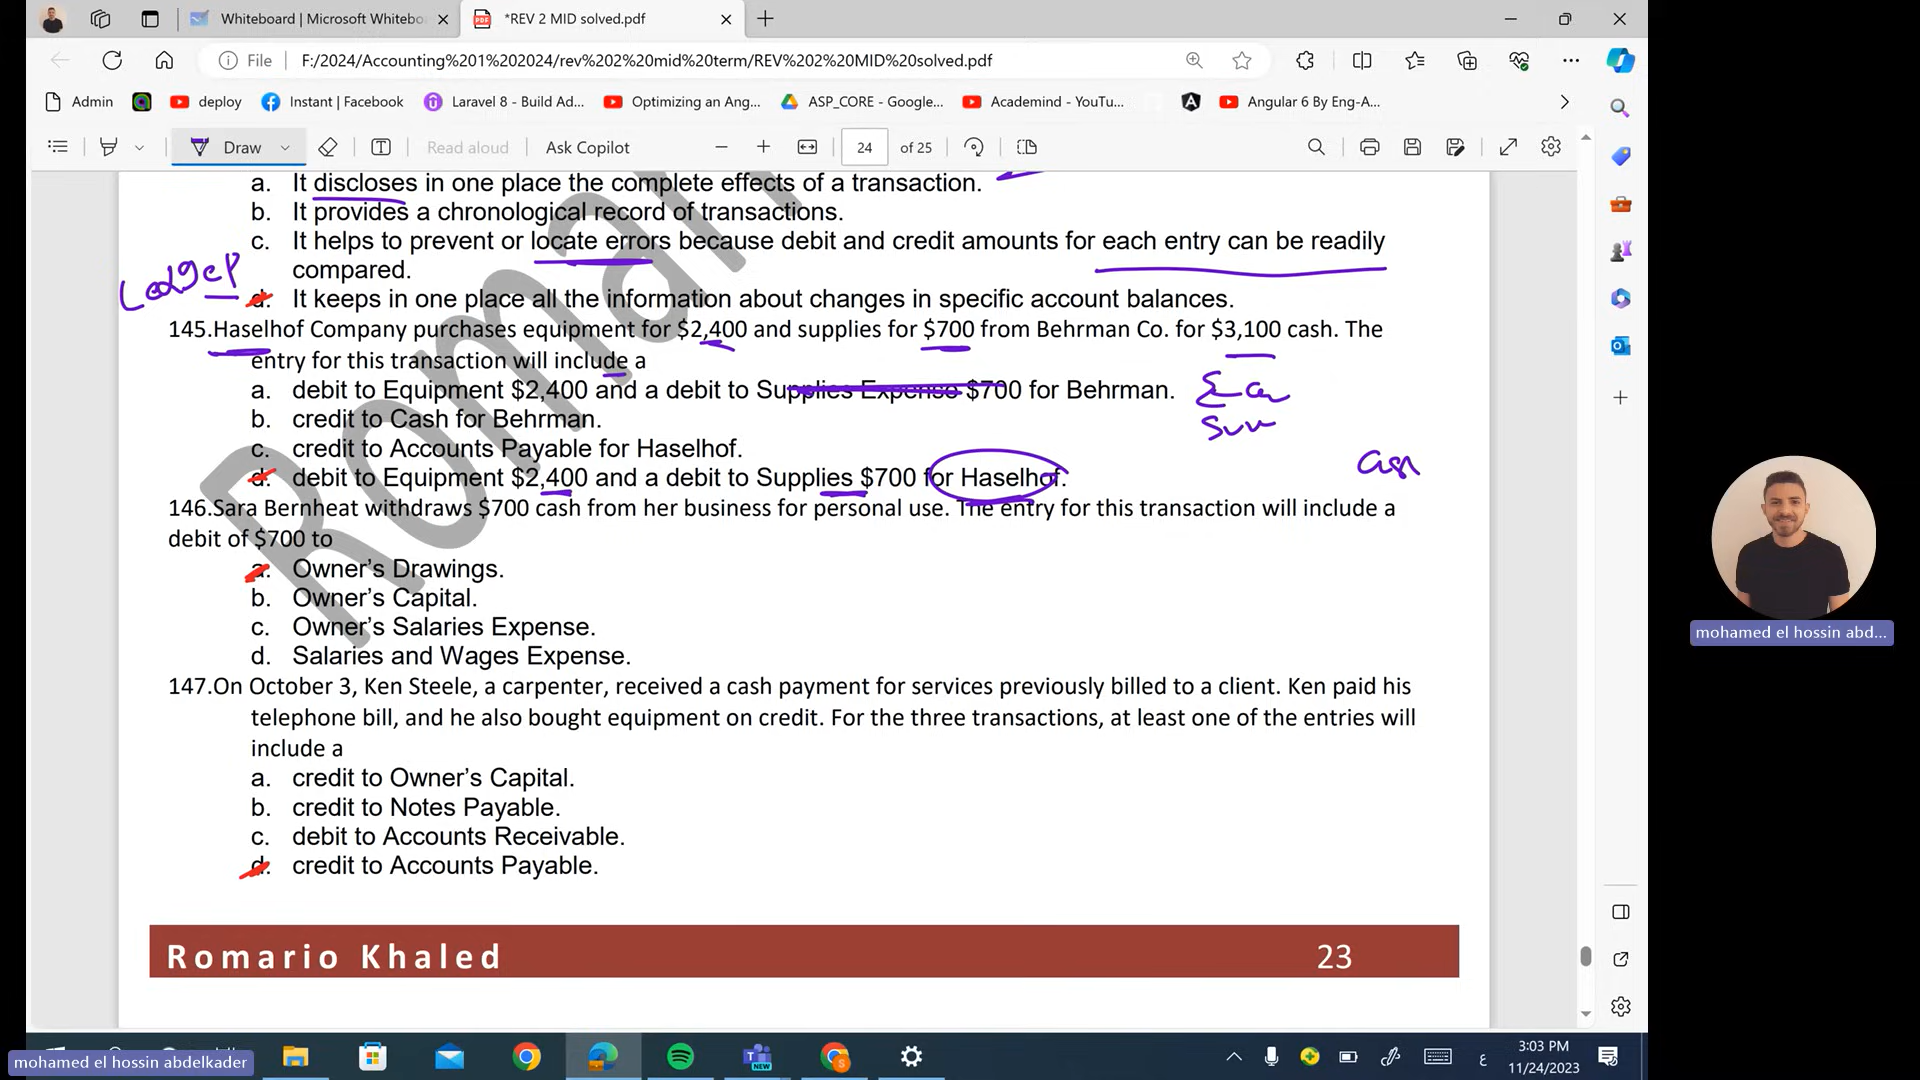 Whiteboard | Microsoft Whitebo
*REV 2 MID solved.pdf
File
F:/2024/Accounting%201%202024/rev%202%20mid%20term/REV%202%20MID%20solved.pdf
Admin
deploy
Instant | Facebook
Laravel 8 - Build Ad...
Optimizing an Ang...
ASP_CORE - Google...
Academind - YouTu...
Angular 6 By Eng-A...
Draw
Read aloud
Ask Copilot
24 of 25
a. It discloses in one place the complete effects of a transaction.
b. It provides a chronological record of transactions.
c. It helps to prevent or locate errors because debit and credit amounts for each entry can be readily
compared.
d. It keeps in one place all the information about changes in specific account balances.
145.Haselhof Company purchases equipment for $2,400 and supplies for $700 from Behrman Co. for $3,100 cash. The
entry for this transaction will include a
a. debit to Equipment $2,400 and a debit to Supplies Expense $700 for Behrman.
b. credit to Cash for Behrman.
c. credit to Accounts Payable for Haselhof.
d. debit to Equipment $2,400 and a debit to Supplies $700 for Haselhof.
146.Sara Bernheat withdraws $700 cash from her business for personal use. The entry for this transaction will include a
debit of $700 to
a. Owner's Drawings.
b. Owner's Capital.
c. Owner's Salaries Expense.
d. Salaries and Wages Expense.
147.On October 3, Ken Steele, a carpenter, received a cash payment for services previously billed to a client. Ken paid his
telephone bill, and he also bought equipment on credit. For the three transactions, at least one of the entries will
include a
a. credit to Owner's Capital.
b. credit to Notes Payable.
c. debit to Accounts Receivable.
d. credit to Accounts Payable.
Romario Khaled 23
mohamed el hossin abd...
mohamed el hossin abdelkader
3:03 PM
11/24/2023